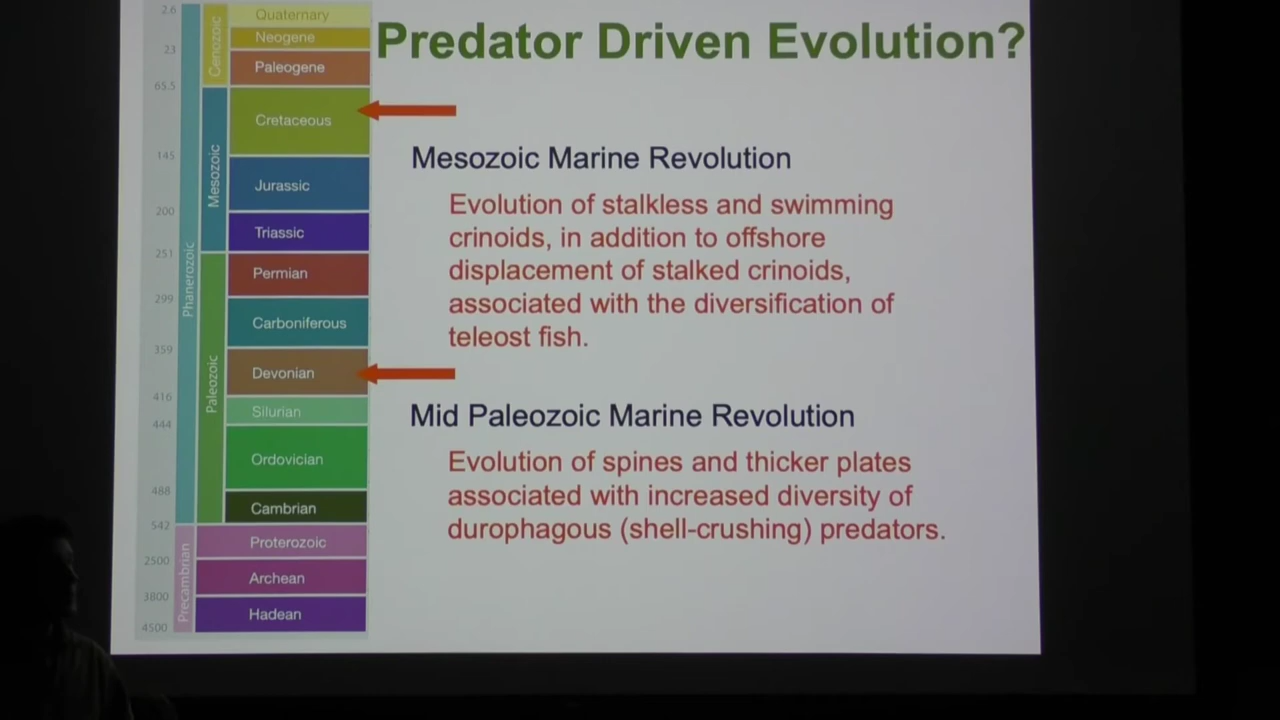 Predator Driven Evolution?
2.6
23
65.5
145
200
251
299
359
416
444
488
542
2500
3800
4500
Phanerozoic
Precambrian
Cenozoic
Mesozoic
Paleozoic
Quaternary
Neogene
Paleogene
Cretaceous
Jurassic
Triassic
Permian
Carboniferous
Devonian
Silurian
Ordovician
Cambrian
Proterozoic
Archean
Hadean
Mesozoic Marine Revolution
Evolution of stalkless and swimming
crinoids, in addition to offshore
displacement of stalked crinoids,
associated with the diversification of
teleost fish.
Mid Paleozoic Marine Revolution
Evolution of spines and thicker plates
associated with increased diversity of
durophagous (shell-crushing) predators.